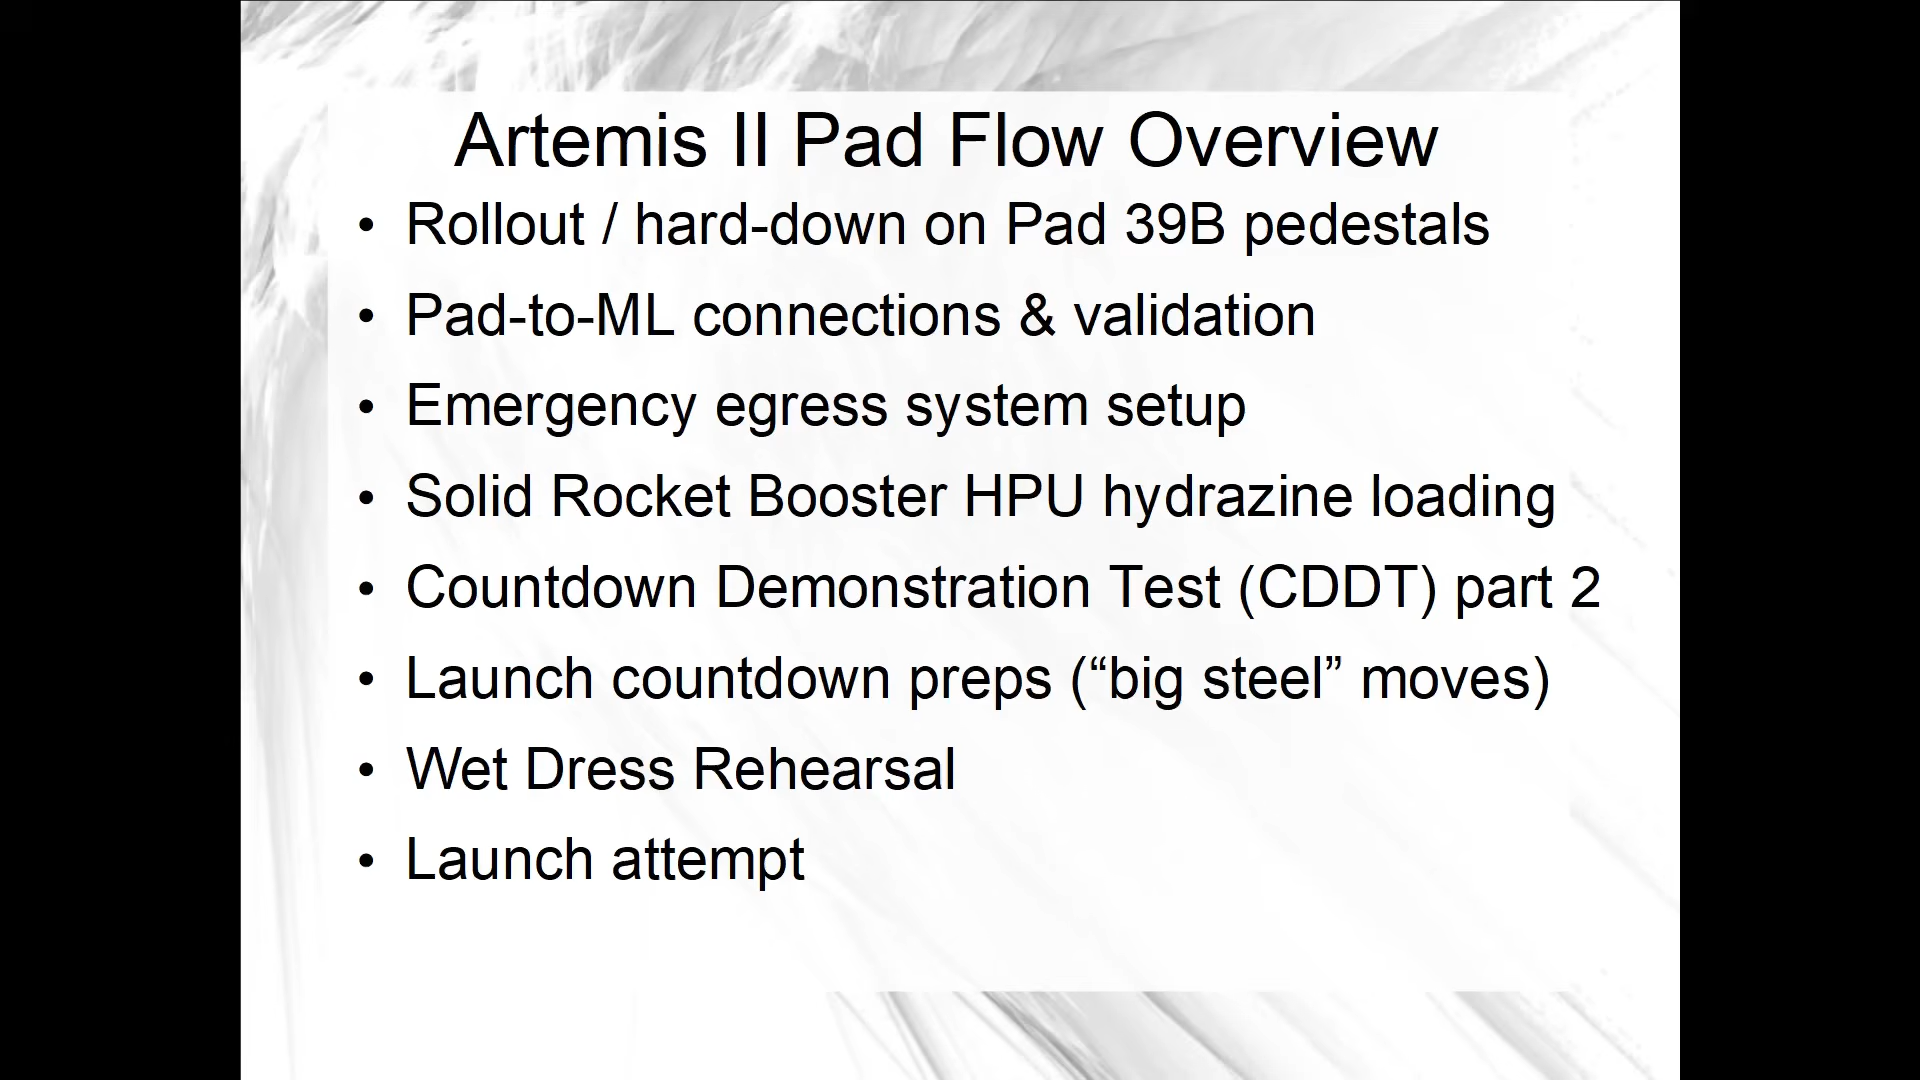 Artemis II Pad Flow Overview
• Rollout / hard-down on Pad 39B pedestals
• Pad-to-ML connections & validation
• Emergency egress system setup
• Solid Rocket Booster HPU hydrazine loading
• Countdown Demonstration Test (CDDT) part 2
• Launch countdown preps (“big steel” moves)
• Wet Dress Rehearsal
• Launch attempt